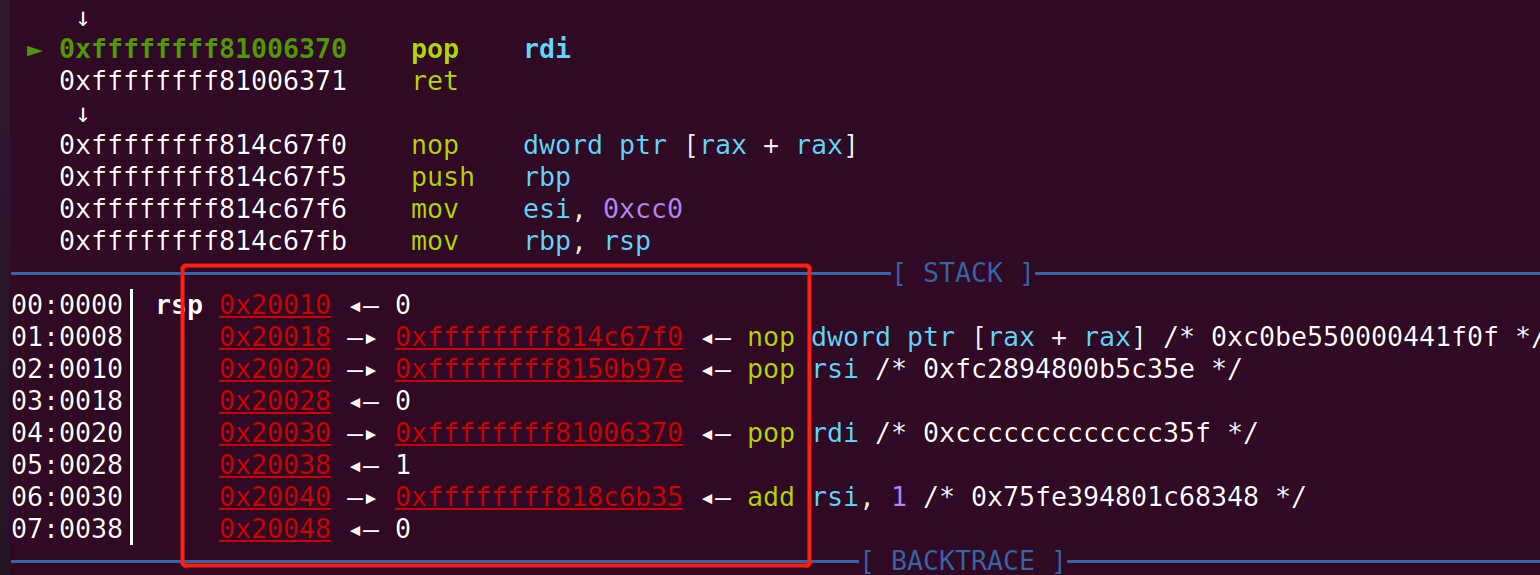 ↓
► 0xffffffff81006370 pop rdi
0xffffffff81006371 ret
↓
0xffffffff814c67f0 nop dword ptr [rax + rax]
0xffffffff814c67f5 push rbp
0xffffffff814c67f6 mov esi, 0xcc0
0xffffffff814c67fb mov rbp, rsp
[ STACK ]
00:0000│ rsp 0x20010 ◂— 0
01:0008│ 0x20018 —▸ 0xffffffff814c67f0 ◂— nop dword ptr [rax + rax] /* 0xc0be550000441f0f */
02:0010│ 0x20020 —▸ 0xffffffff8150b97e ◂— pop rsi /* 0xfc2894800b5c35e */
03:0018│ 0x20028 ◂— 0
04:0020│ 0x20030 —▸ 0xffffffff81006370 ◂— pop rdi /* 0xccccccccccccc35f */
05:0028│ 0x20038 ◂— 1
06:0030│ 0x20040 —▸ 0xffffffff818c6b35 ◂— add rsi, 1 /* 0x75fe394801c68348 */
07:0038│ 0x20048 ◂— 0
[ BACKTRACE ]